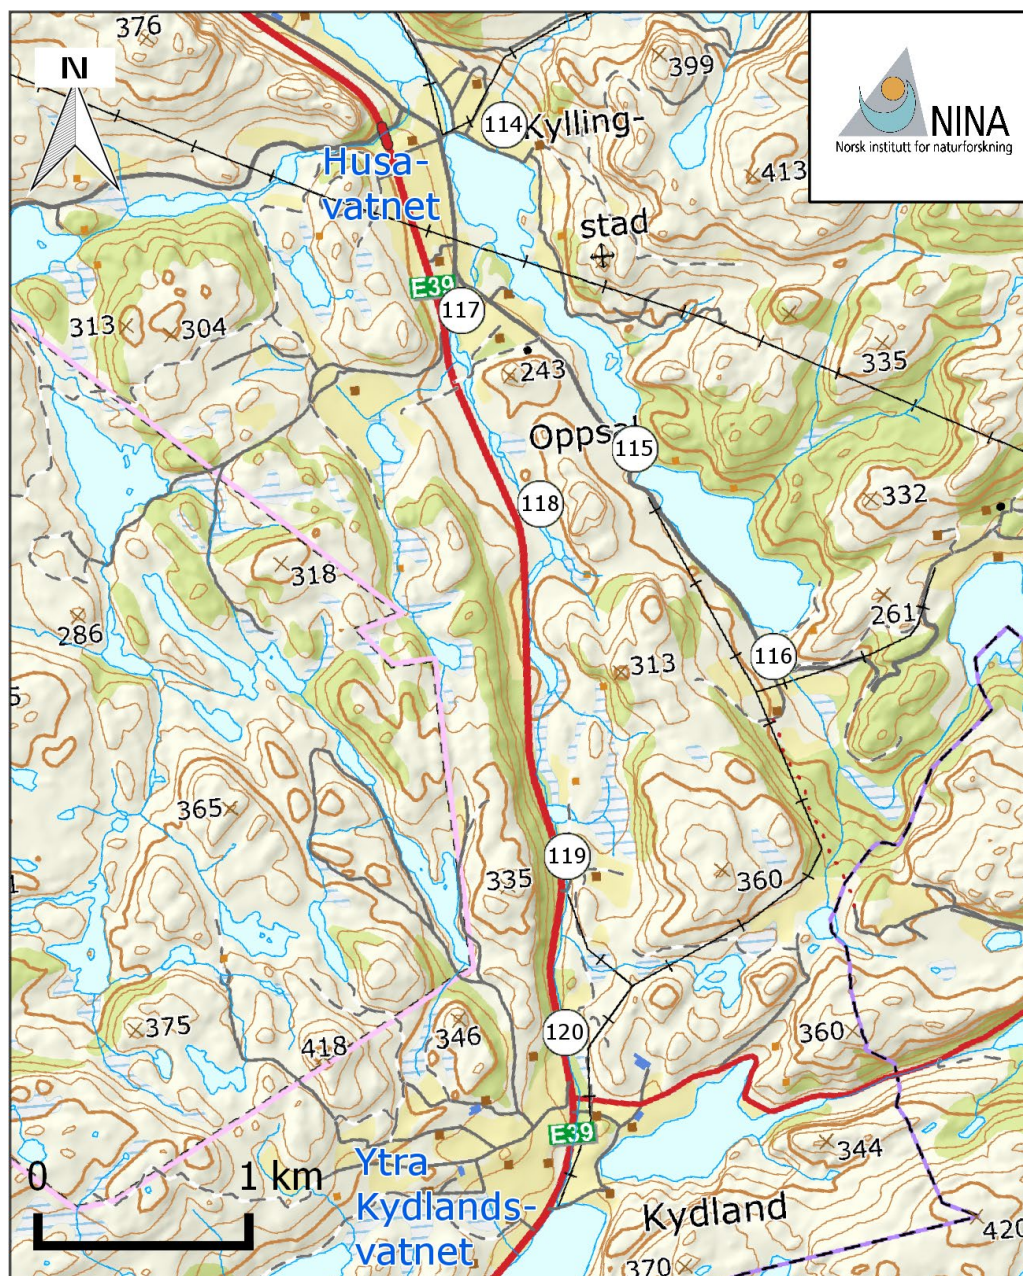 376
N
399
NINA
Norsk institutt for naturforskning
114
Kylling-
Husa-
vatnet
413
stad
E39
117
313
304
335
243
Oppsal
115
332
118
318
286
261
116
313
365
119
335
360
375
418
346
120
360
E39
344
0
1 km
Ytra
Kydlands-
vatnet
Kydland
420
370